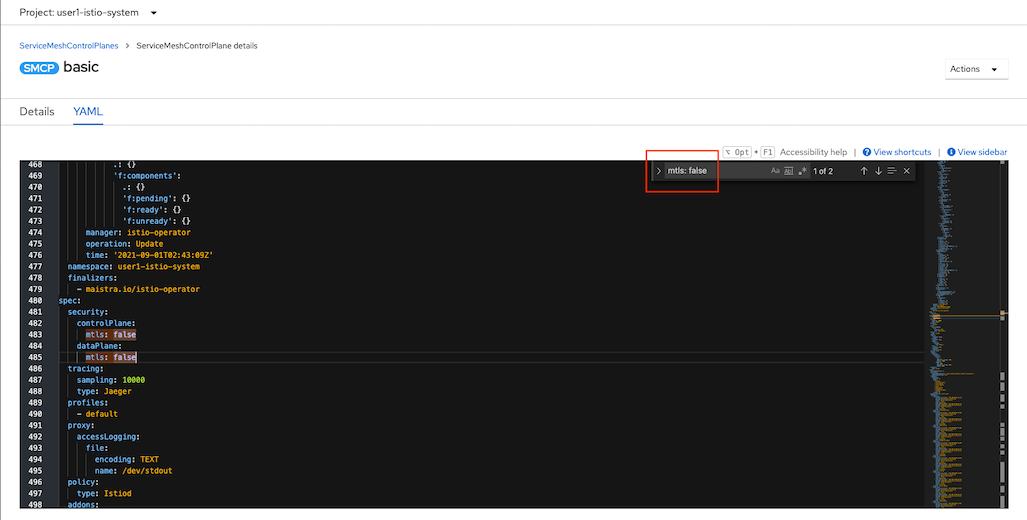 Project: user1-istio-system
ServiceMeshControlPlanes > ServiceMeshControlPlane details
SMCP basic
Actions
Details YAML
⌥ Opt + F1 Accessibility help | View shortcuts | View sidebar
> mtls: false Aa Ab| .* 1 of 2
468 .: {}
469 'f:components':
470 .: {}
471 'f:pending': {}
472 'f:ready': {}
473 'f:unready': {}
474 manager: istio-operator
475 operation: Update
476 time: '2021-09-01T02:43:09Z'
477 namespace: user1-istio-system
478 finalizers:
479 - maistra.io/istio-operator
480 spec:
481 security:
482 controlPlane:
483 mtls: false
484 dataPlane:
485 mtls: false
486 tracing:
487 sampling: 10000
488 type: Jaeger
489 profiles:
490 - default
491 proxy:
492 accessLogging:
493 file:
494 encoding: TEXT
495 name: /dev/stdout
496 policy:
497 type: Istiod
498 addons: